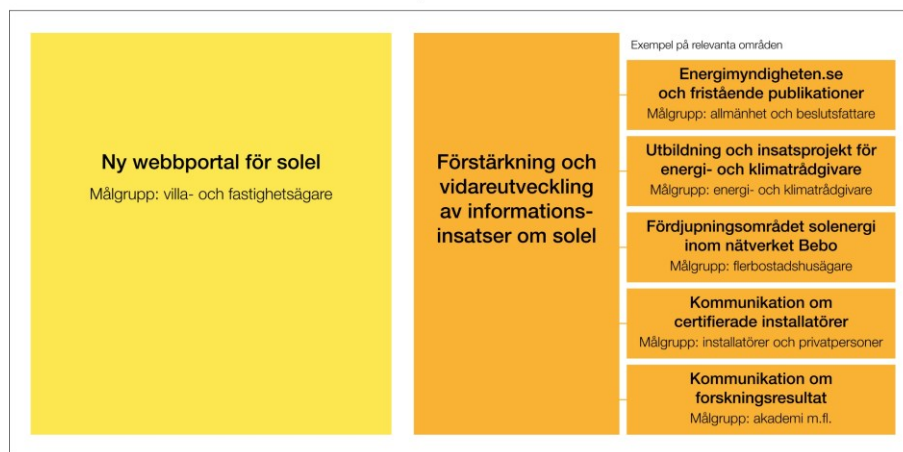 Ny webbportal för solel
Målgrupp: villa- och fastighetsägare
Förstärkning och
vidareutveckling
av informations-
insatser om solel
Exempel på relevanta områden
Energimyndigheten.se
och fristående publikationer
Målgrupp: allmänhet och beslutsfattare
Utbildning och insatsprojekt för
energi- och klimatrådgivare
Målgrupp: energi- och klimatrådgivare
Fördjupningsområdet solenergi
inom nätverket Bebo
Målgrupp: flerbostadshusägare
Kommunikation om
certifierade installatörer
Målgrupp: installatörer och privatpersoner
Kommunikation om
forskningsresultat
Målgrupp: akademi m.fl.